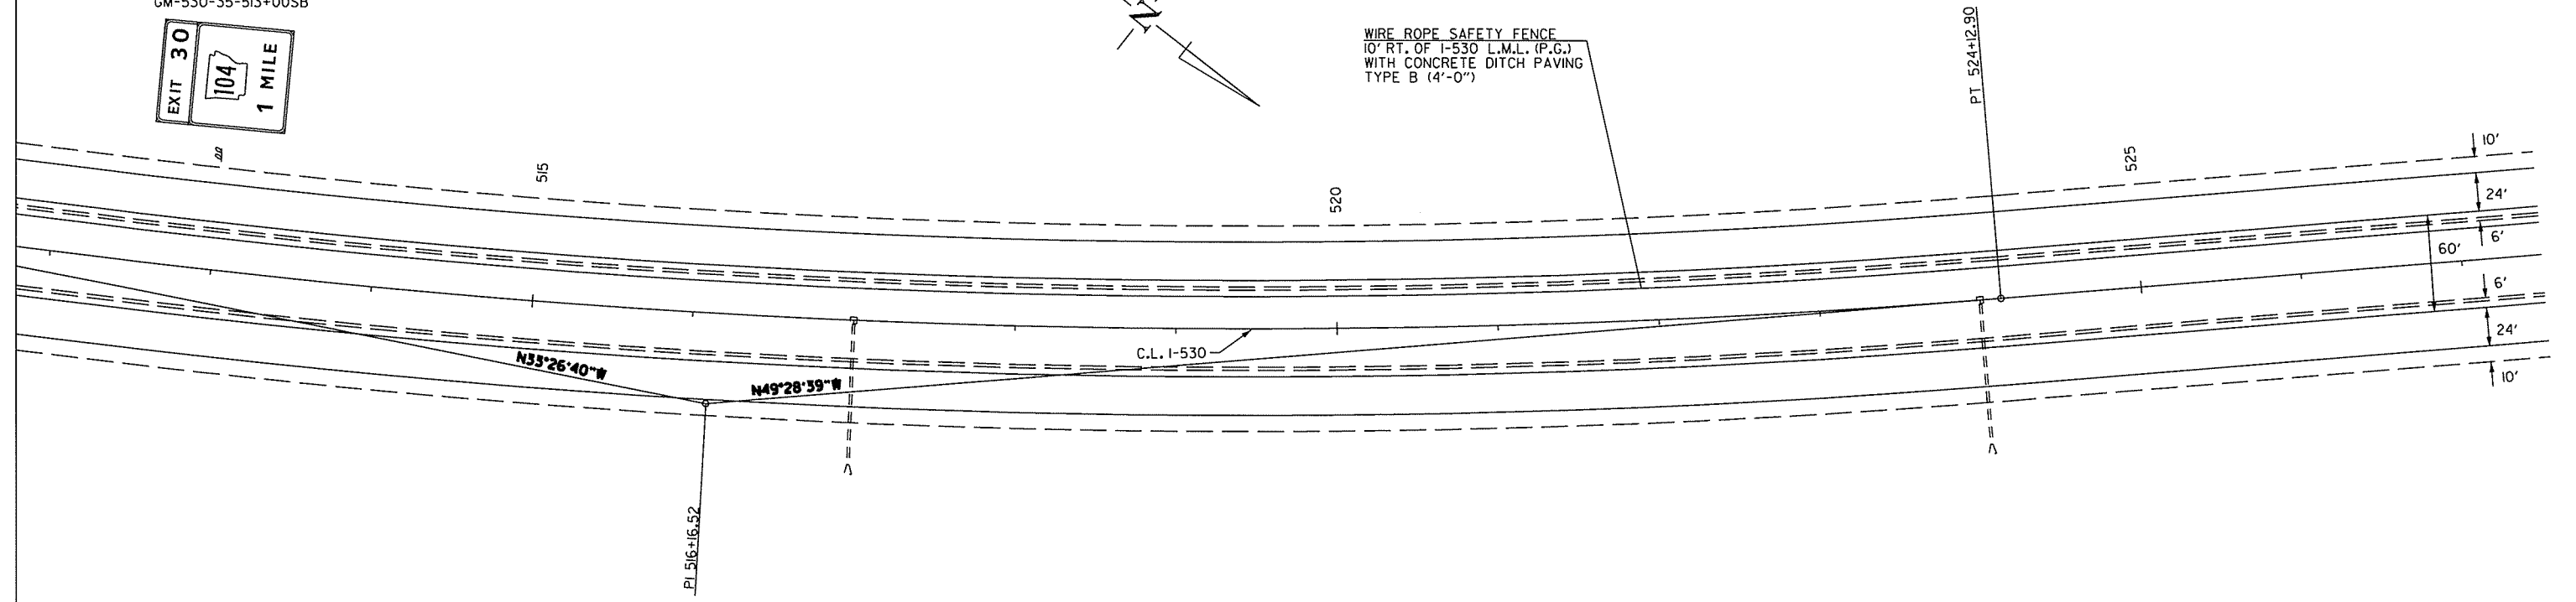 GM-530-35-513+00SB
EXIT 30
104
1 MILE
N
WIRE ROPE SAFETY FENCE
10' RT. OF I-530 L.M.L. (P.G.)
WITH CONCRETE DITCH PAVING
TYPE B (4'-0")
PT 524+12.90
515
520
525
10'
24'
6'
60'
6'
24'
10'
C.L. I-530
N33°26'40"W
N49°28'39"W
PI 516+16.52